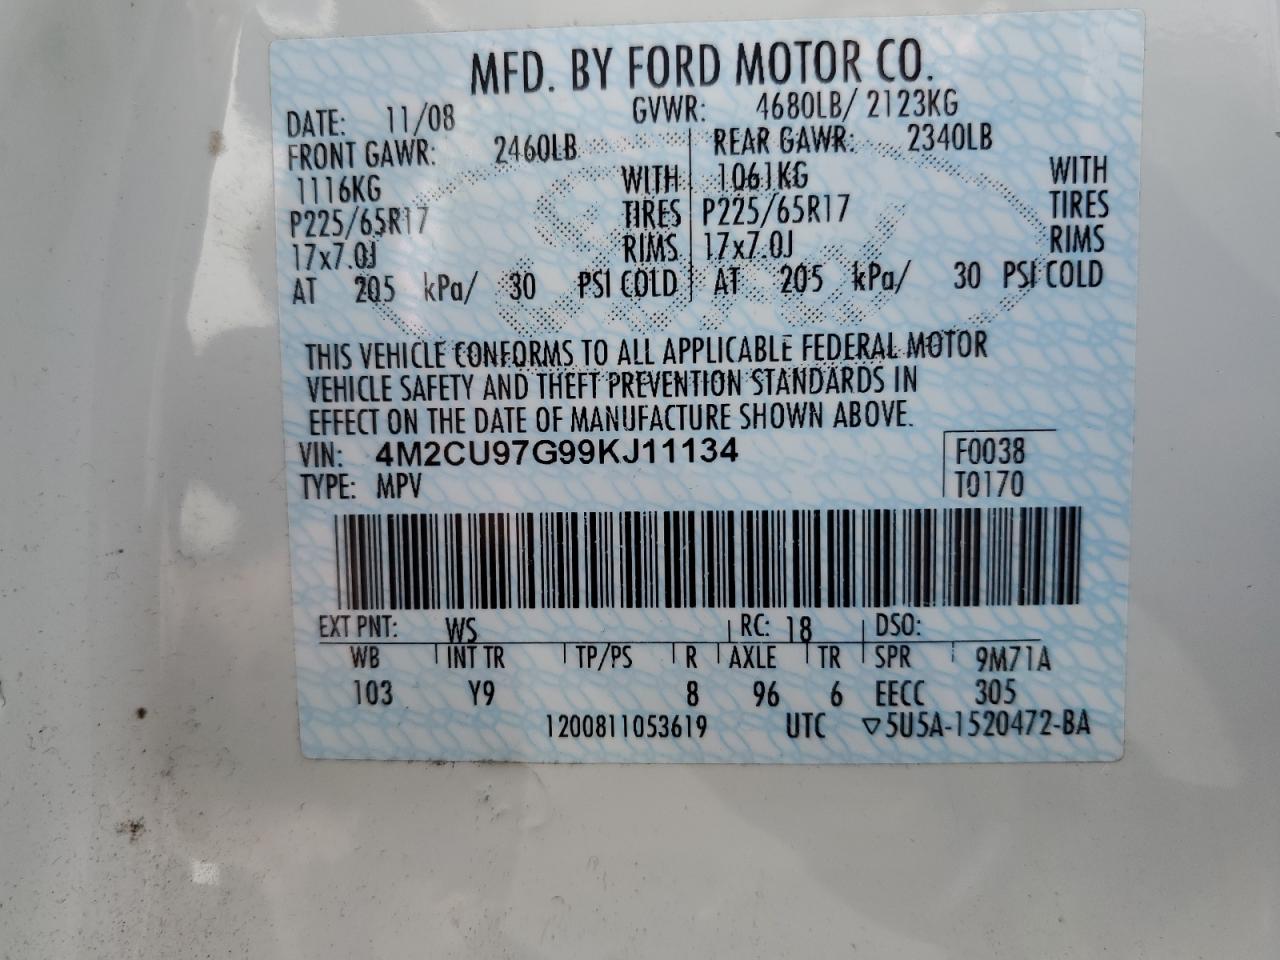 MFD. BY FORD MOTOR CO.
DATE: 11/08 GVWR: 4680LB/ 2123KG
FRONT GAWR: 2460LB REAR GAWR: 2340LB
1116KG WITH 1061KG WITH
P225/65R17 TIRES P225/65R17 TIRES
17x7.0J RIMS 17x7.0J RIMS
AT 205 kPa/ 30 PSI COLD AT 205 kPa/ 30 PSI COLD
THIS VEHICLE CONFORMS TO ALL APPLICABLE FEDERAL MOTOR
VEHICLE SAFETY AND THEFT PREVENTION STANDARDS IN
EFFECT ON THE DATE OF MANUFACTURE SHOWN ABOVE.
VIN: 4M2CU97G99KJ11134 F0038
TYPE: MPV T0170
EXT PNT: WS RC: 18 DSO:
WB INT TR TP/PS R AXLE TR SPR 9M71A
103 Y9 8 96 6 EECC 305
1200811053619 UTC ▽5U5A-1520472-BA